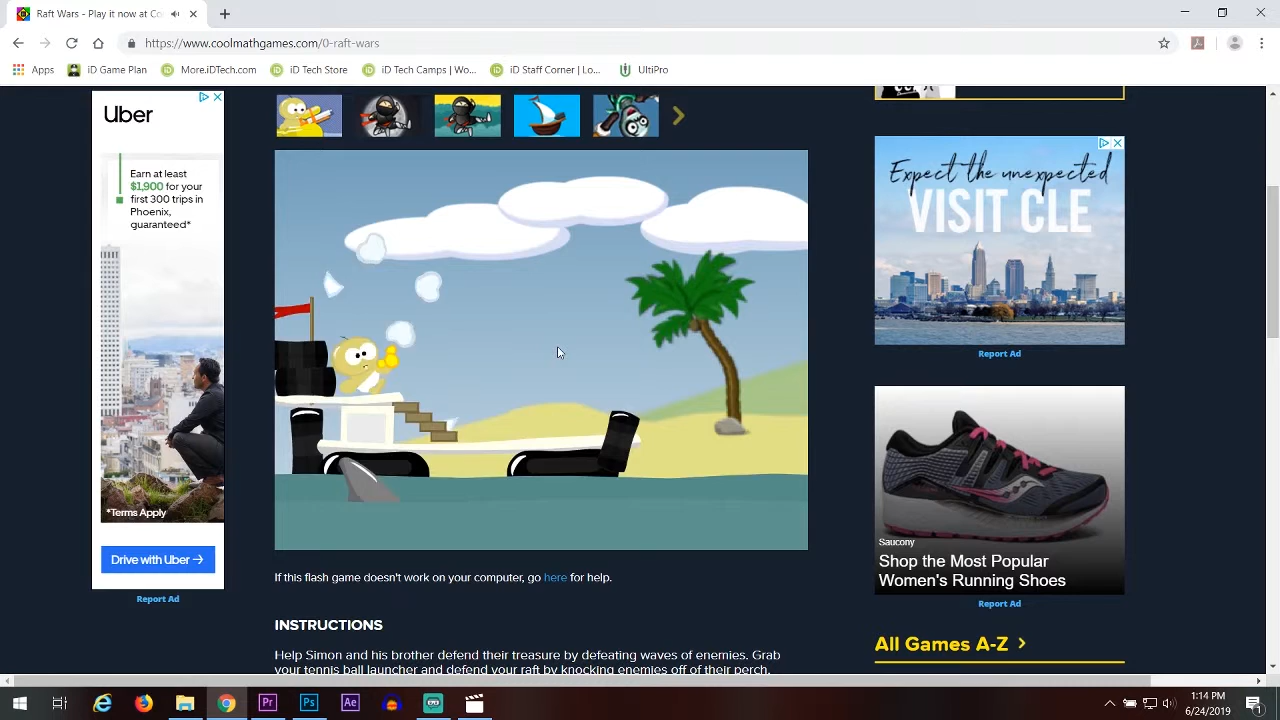 Raft Wars - Play it now at Co
https://www.coolmathgames.com/0-raft-wars
Apps
iD Game Plan
More.iDTech.com
iD Tech Store
iD Tech Camps | Wo...
iD Staff Corner | Lo...
UltiPro
Uber
Earn at least
$1,900 for your
first 300 trips in
Phoenix,
guaranteed*
*Terms Apply
Drive with Uber →
Report Ad
Expect the unexpected
VISIT CLE
Report Ad
Saucony
Shop the Most Popular
Women's Running Shoes
Report Ad
All Games A-Z
If this flash game doesn't work on your computer, go here for help.
INSTRUCTIONS
Help Simon and his brother defend their treasure by defeating waves of enemies. Grab
your tennis ball launcher and defend your raft by knocking enemies off of their perch.
Pr
Ps
Ae
1:14 PM
6/24/2019
1